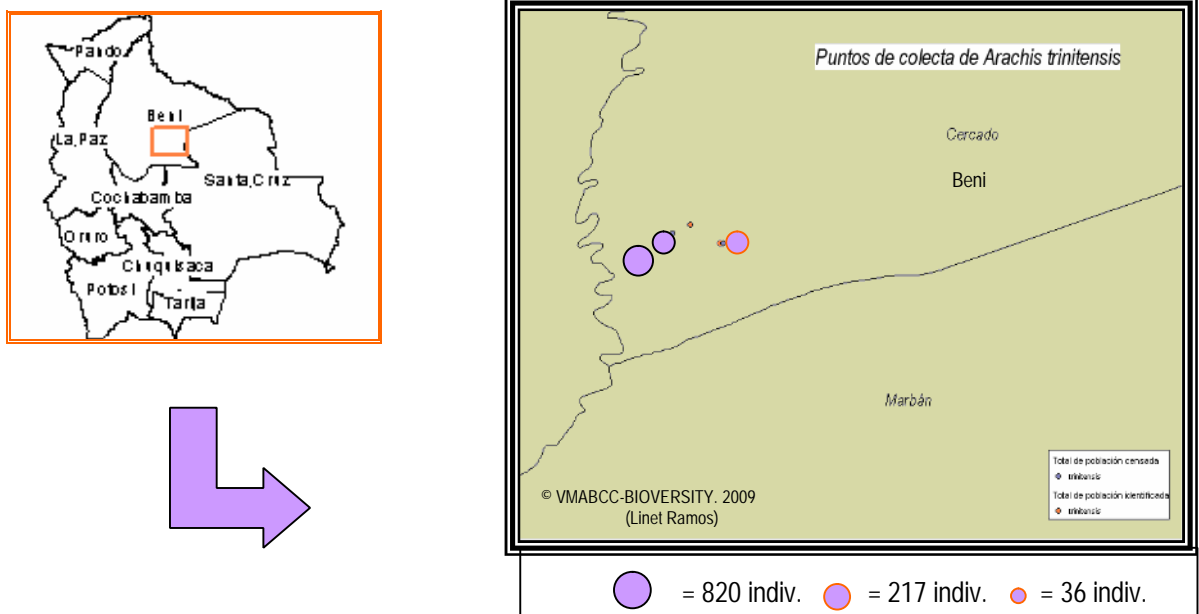 Pando
Beni
La Paz
Santa Cruz
Cochabamba
Oruro
Chuquisaca
Potosi
Tarija
Puntos de colecta de Arachis trinitensis
Cercado
Beni
Marbán
Total de población censada
trinitensis
Total de población identificada
trinitensis
© VMABCC-BIOVERSITY. 2009
(Linet Ramos)
= 820 indiv. = 217 indiv. = 36 indiv.